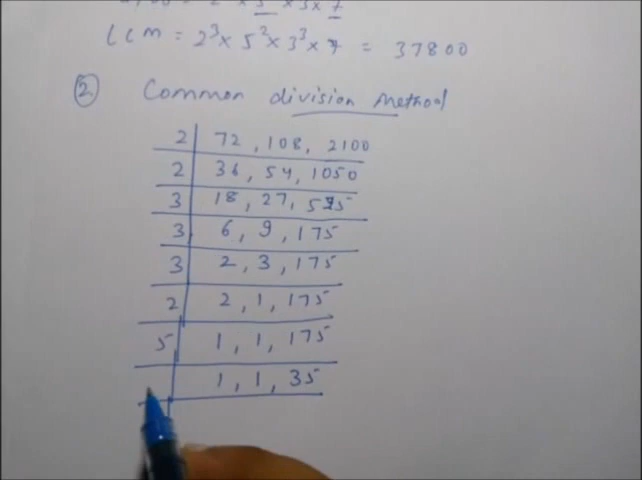 LCM = 2³ × 5² × 3³ × 7 = 37800
② Common division method
2 | 72, 108, 2100
2 | 36, 54, 1050
3 | 18, 27, 525
3 | 6, 9, 175
3 | 2, 3, 175
2 | 2, 1, 175
5 | 1, 1, 175
1, 1, 35